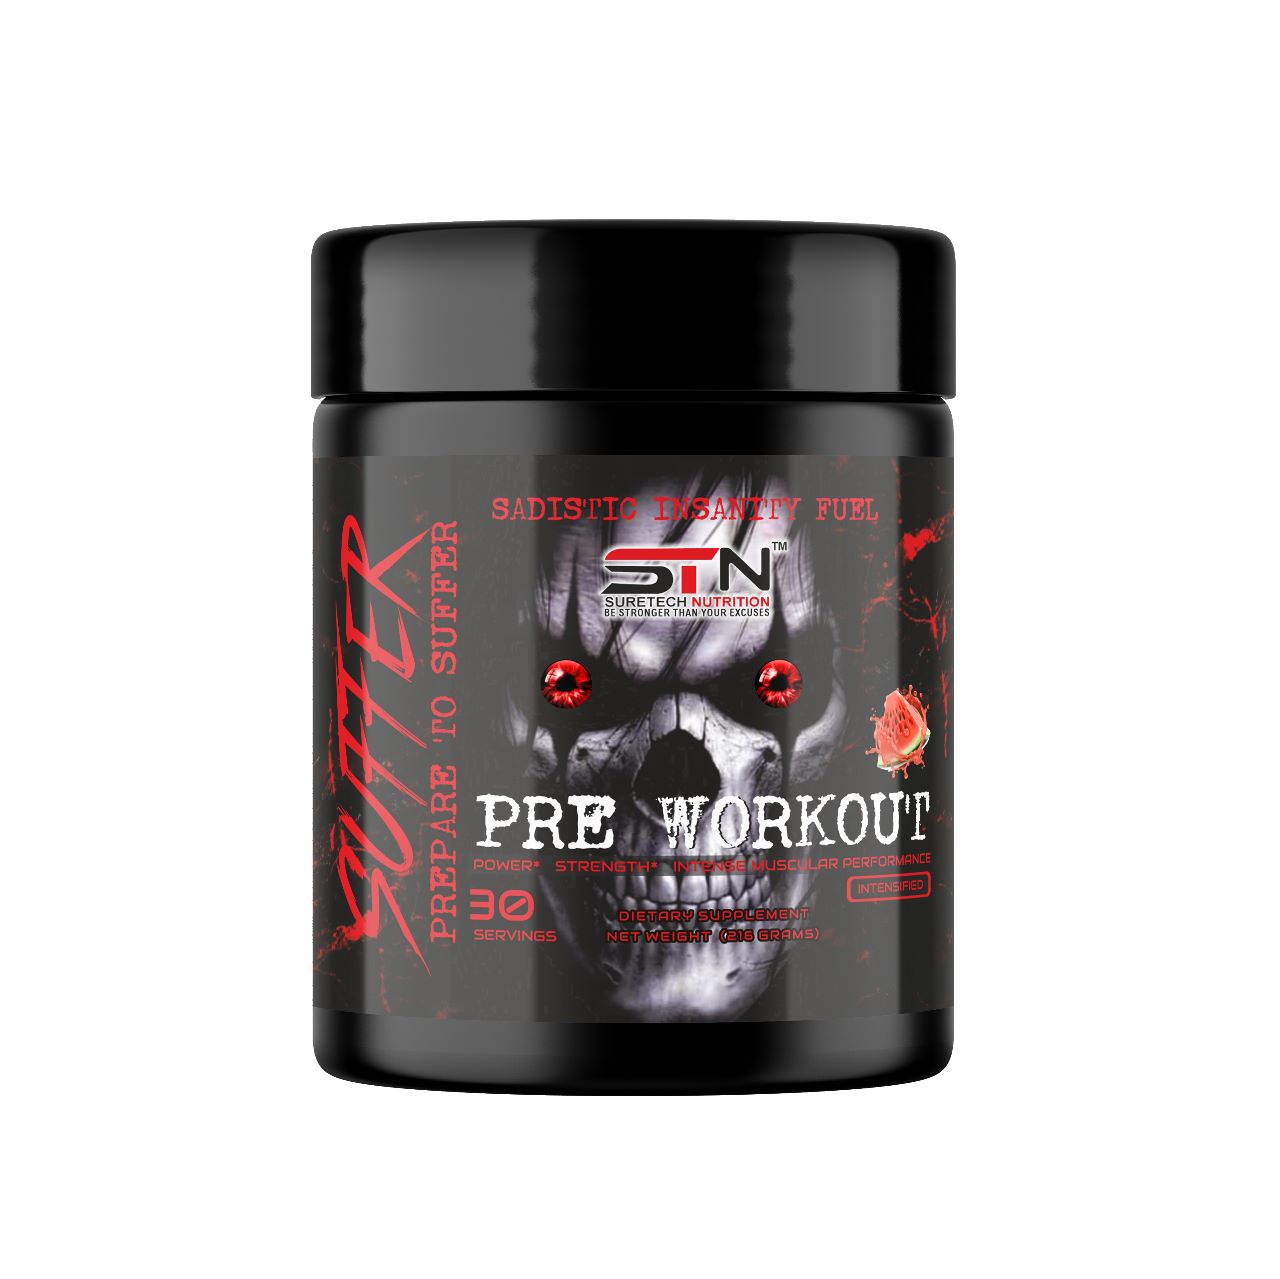 SUFFER
PREPARE TO SUFFER
SADISTIC INSANITY FUEL
STN™
SURETECH NUTRITION
BE STRONGER THAN YOUR EXCUSES
PRE WORKOUT
POWER* STRENGTH* INTENSE MUSCULAR PERFORMANCE
INTENSIFIED
30
SERVINGS
DIETARY SUPPLEMENT
NET WEIGHT (216 GRAMS)